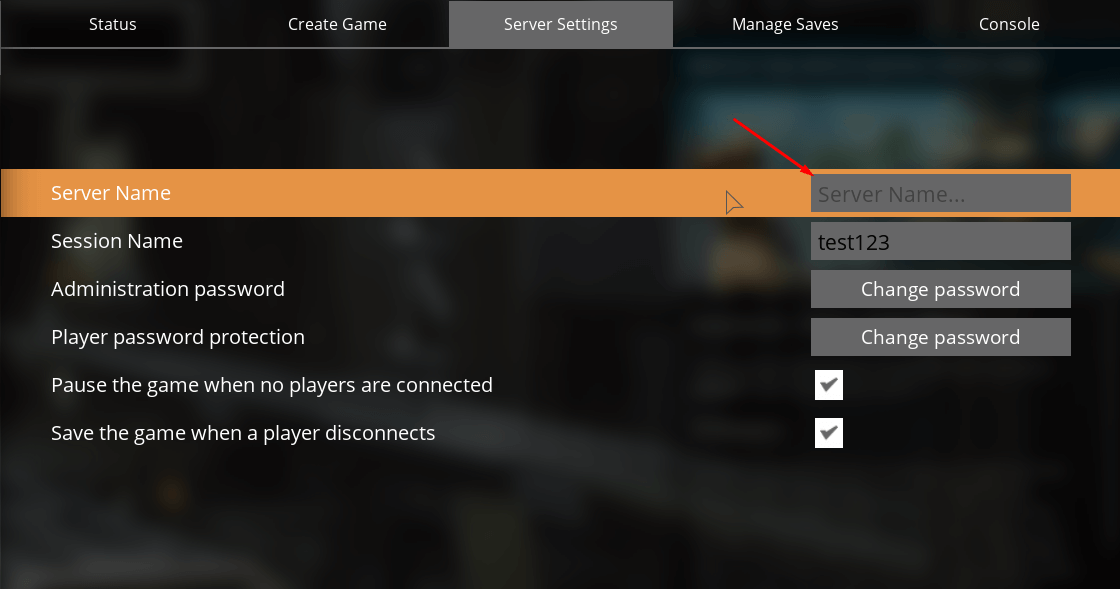 Status Create Game Server Settings Manage Saves Console
Server Name Server Name...
Session Name test123
Administration password Change password
Player password protection Change password
Pause the game when no players are connected
Save the game when a player disconnects